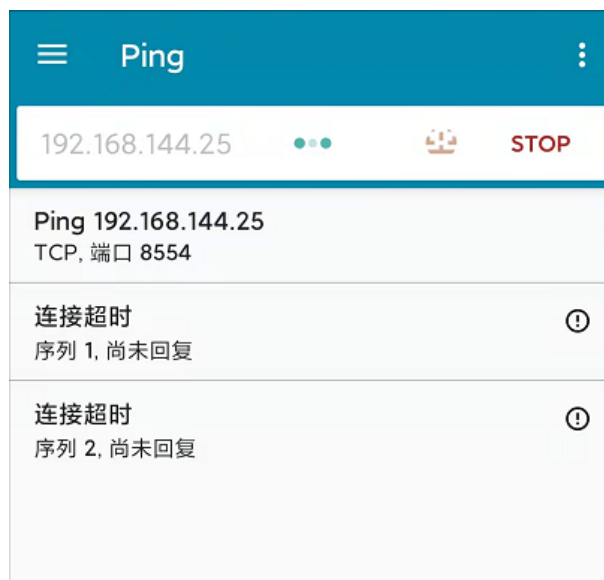 Ping
192.168.144.25
STOP
Ping 192.168.144.25
TCP, 端口 8554
连接超时
序列 1, 尚未回复
连接超时
序列 2, 尚未回复